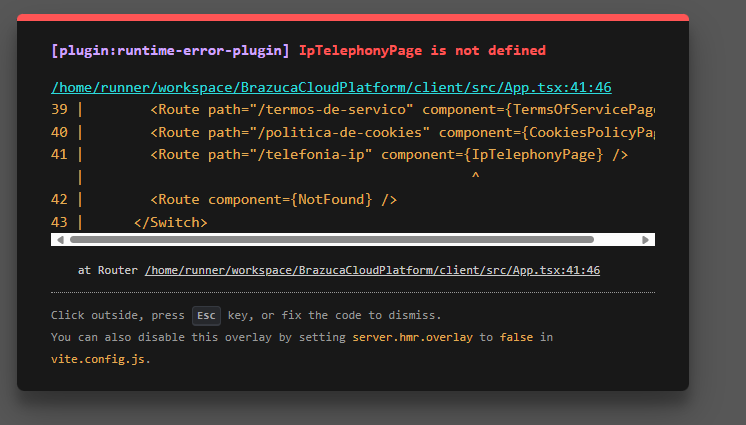 [plugin:runtime-error-plugin] IpTelephonyPage is not defined
/home/runner/workspace/BrazucaCloudPlatform/client/src/App.tsx:41:46
39 |        <Route path="/termos-de-servico" component={TermsOfServicePage
40 |        <Route path="/politica-de-cookies" component={CookiesPolicyPag
41 |        <Route path="/telefonia-ip" component={IpTelephonyPage} />
   |                                               ^
42 |        <Route component={NotFound} />
43 |      </Switch>
at Router /home/runner/workspace/BrazucaCloudPlatform/client/src/App.tsx:41:46
Click outside, press Esc key, or fix the code to dismiss.
You can also disable this overlay by setting server.hmr.overlay to false in
vite.config.js.